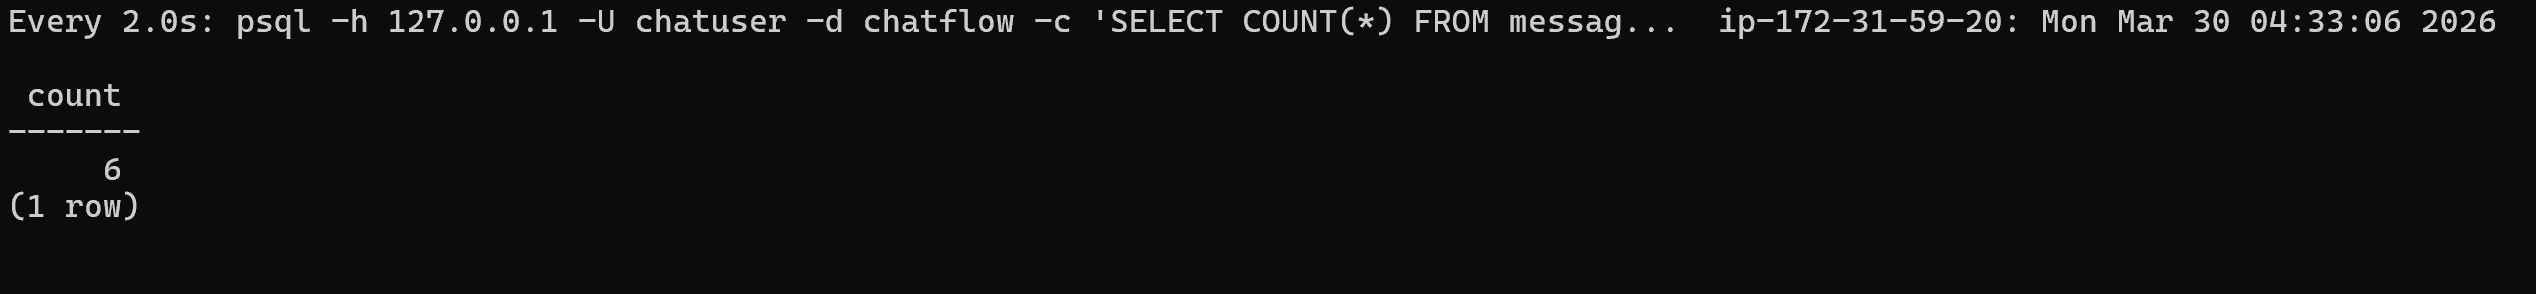 Every 2.0s: psql -h 127.0.0.1 -U chatuser -d chatflow -c 'SELECT COUNT(*) FROM messag...  ip-172-31-59-20: Mon Mar 30 04:33:06 2026
 count
-------
     6
(1 row)